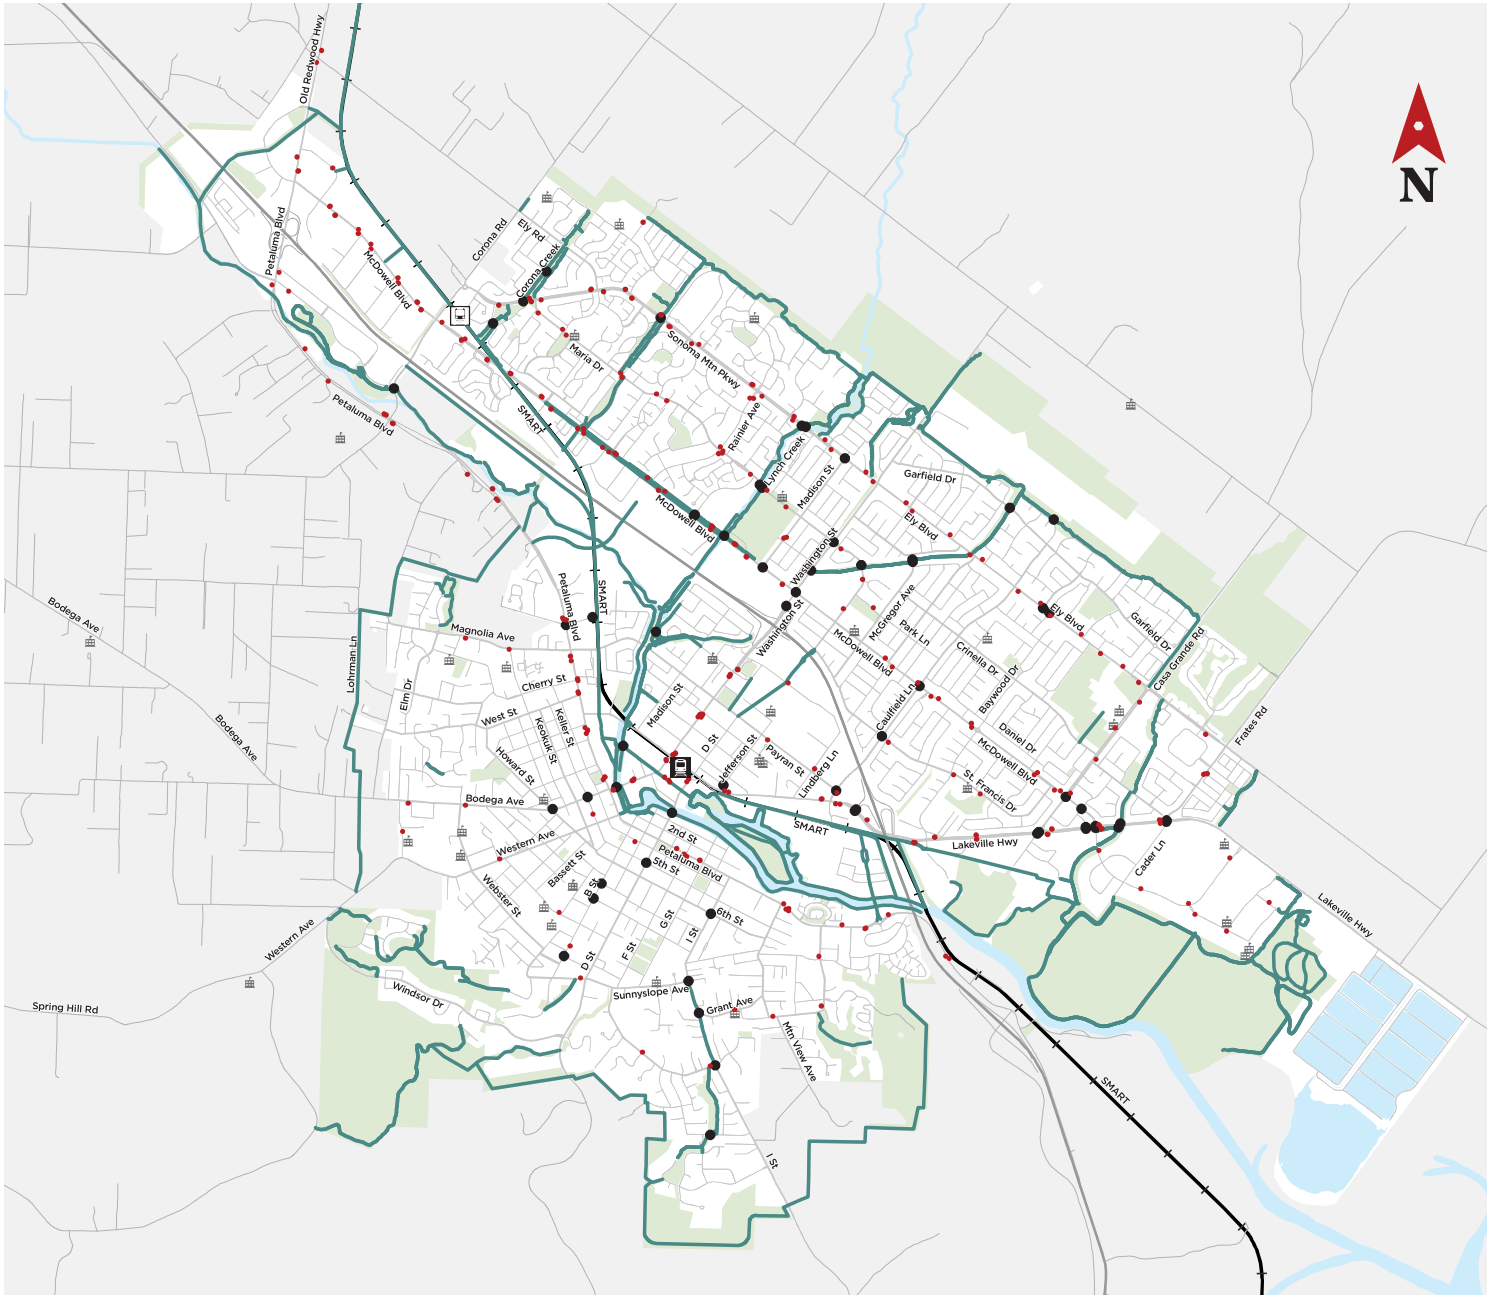 Old Redwood Hwy
N
Petaluma Blvd
McDowell Blvd
Corona Rd
Ely Rd
Corona Creek
Maria Dr
Sonoma Mtn Pkwy
Rainier Ave
SMART
Petaluma Blvd
Lynch Creek
Madison St
Garfield Dr
McDowell Blvd
Ely Blvd
Washington St
Bodega Ave
Magnolia Ave
Petaluma Blvd
SMART
Washington St
McGregor Ave
Park Ln
McDowell Blvd
Crinella Dr
Ely Blvd
Garfield Dr
Casa Grande Rd
Lohrman Ln
Elm Dr
Cherry St
West St
Keokuk St
Keller St
Madison St
Baywood Dr
Caulfield Ln
Daniel Dr
McDowell Blvd
Frates Rd
Bodega Ave
Howard St
D St
Jefferson St
Payran St
Lindberg Ln
St. Francis Dr
Bodega Ave
Western Ave
2nd St
SMART
Lakeville Hwy
Cader Ln
Petaluma Blvd
5th St
Bassett St
B St
Webster St
6th St
G St
I St
F St
D St
Lakeville Hwy
Western Ave
Windsor Dr
Sunnyslope Ave
Grant Ave
Spring Hill Rd
Mtn View Ave
SMART
I St